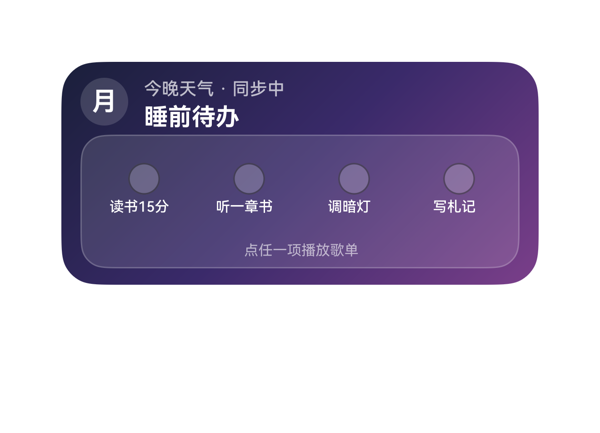 月
今晚天气 · 同步中
睡前待办
读书15分 听一章书 调暗灯 写札记
点任一项播放歌单